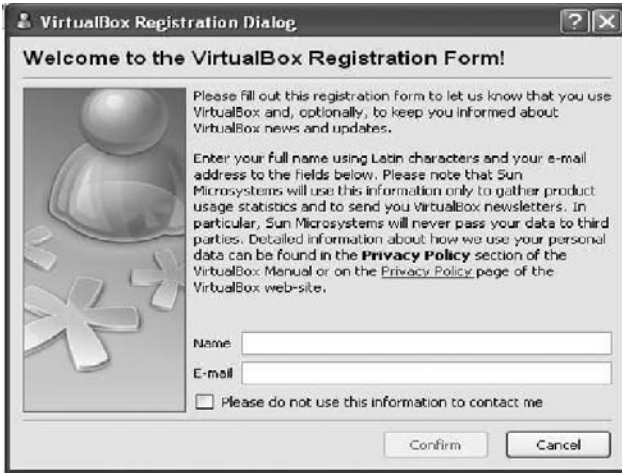 VirtualBox Registration Dialog
Welcome to the VirtualBox Registration Form!
Please fill out this registration form to let us know that you use
VirtualBox and, optionally, to keep you informed about
VirtualBox news and updates.
Enter your full name using Latin characters and your e-mail
address to the fields below. Please note that Sun
Microsystems will use this information only to gather product
usage statistics and to send you VirtualBox newsletters. In
particular, Sun Microsystems will never pass your data to third
parties. Detailed information about how we use your personal
data can be found in the Privacy Policy section of the
VirtualBox Manual or on the Privacy Policy page of the
VirtualBox web-site.
Name
E-mail
Please do not use this information to contact me
Confirm Cancel